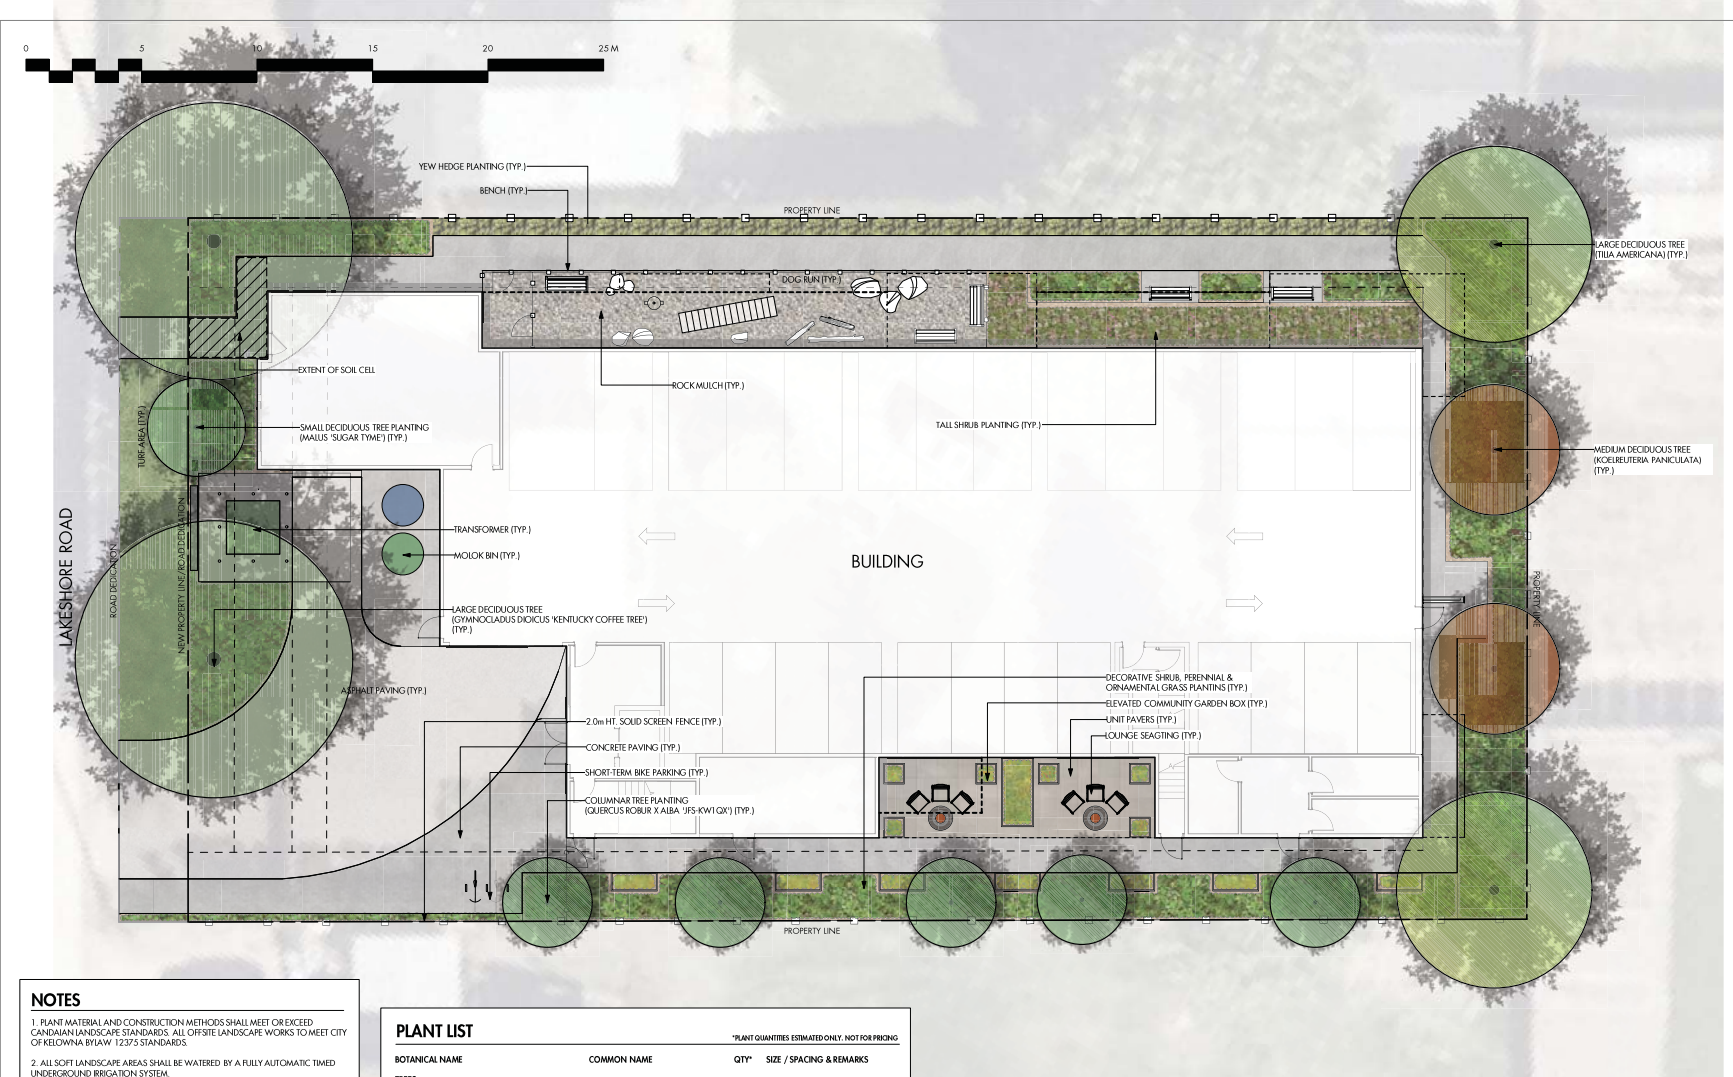 0 5 10 15 20 25 M
YEW HEDGE PLANTING (TYP.)
BENCH (TYP.)
PROPERTY LINE
LARGE DECIDUOUS TREE
(TILIA AMERICANA) (TYP.)
DOG RUN (TYP.)
EXTENT OF SOIL CELL
ROCK MULCH (TYP.)
SMALL DECIDUOUS TREE PLANTING
(MALUS 'SUGAR TYME') (TYP.)
TALL SHRUB PLANTING (TYP.)
TURF AREA (TYP.)
MEDIUM DECIDUOUS TREE
(KOELREUTERIA PANICULATA)
(TYP.)
LAKESHORE ROAD
ROAD DEDICATION
NEW PROPERTY LINE/ROAD DEDICATION
TRANSFORMER (TYP.)
MOLOK BIN (TYP.)
BUILDING
PROPERTY LINE
LARGE DECIDUOUS TREE
(GYMNOCLADUS DIOICUS 'KENTUCKY COFFEE TREE')
(TYP.)
ASPHALT PAVING (TYP.)
DECORATIVE SHRUB, PERENNIAL &
ORNAMENTAL GRASS PLANTINS (TYP.)
ELEVATED COMMUNITY GARDEN BOX (TYP.)
UNIT PAVERS (TYP.)
LOUNGE SEAGTING (TYP.)
2.0m HT. SOLID SCREEN FENCE (TYP.)
CONCRETE PAVING (TYP.)
SHORT-TERM BIKE PARKING (TYP.)
COLUMNAR TREE PLANTING
(QUERCUS ROBUR X ALBA 'JFS-KW1QX') (TYP.)
PROPERTY LINE
NOTES
1. PLANT MATERIAL AND CONSTRUCTION METHODS SHALL MEET OR EXCEED
CANDAIAN LANDSCAPE STANDARDS. ALL OFFSITE LANDSCAPE WORKS TO MEET CITY
OF KELOWNA BYLAW 12375 STANDARDS.
2. ALL SOFT LANDSCAPE AREAS SHALL BE WATERED BY A FULLY AUTOMATIC TIMED
UNDERGROUND IRRIGATION SYSTEM.
PLANT LIST
*PLANT QUANTITIES ESTIMATED ONLY. NOT FOR PRICING
BOTANICAL NAME COMMON NAME QTY* SIZE / SPACING & REMARKS